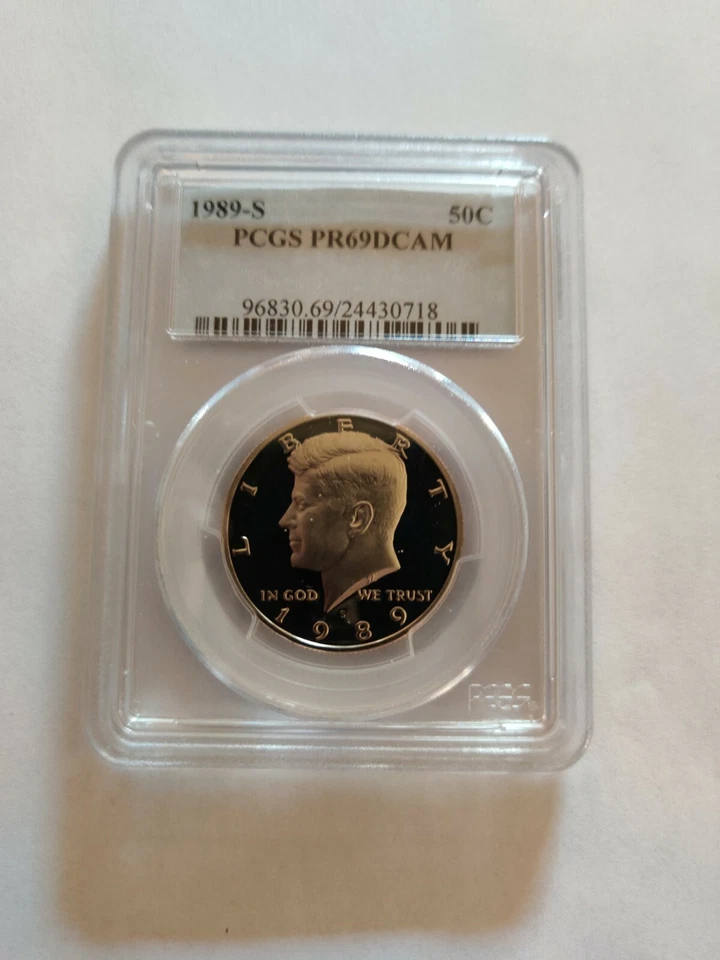 1989-S 50C
PCGS PR69DCAM
96830.69/24430718
LIBERTY
IN GOD WE TRUST
S
1989
PCGS